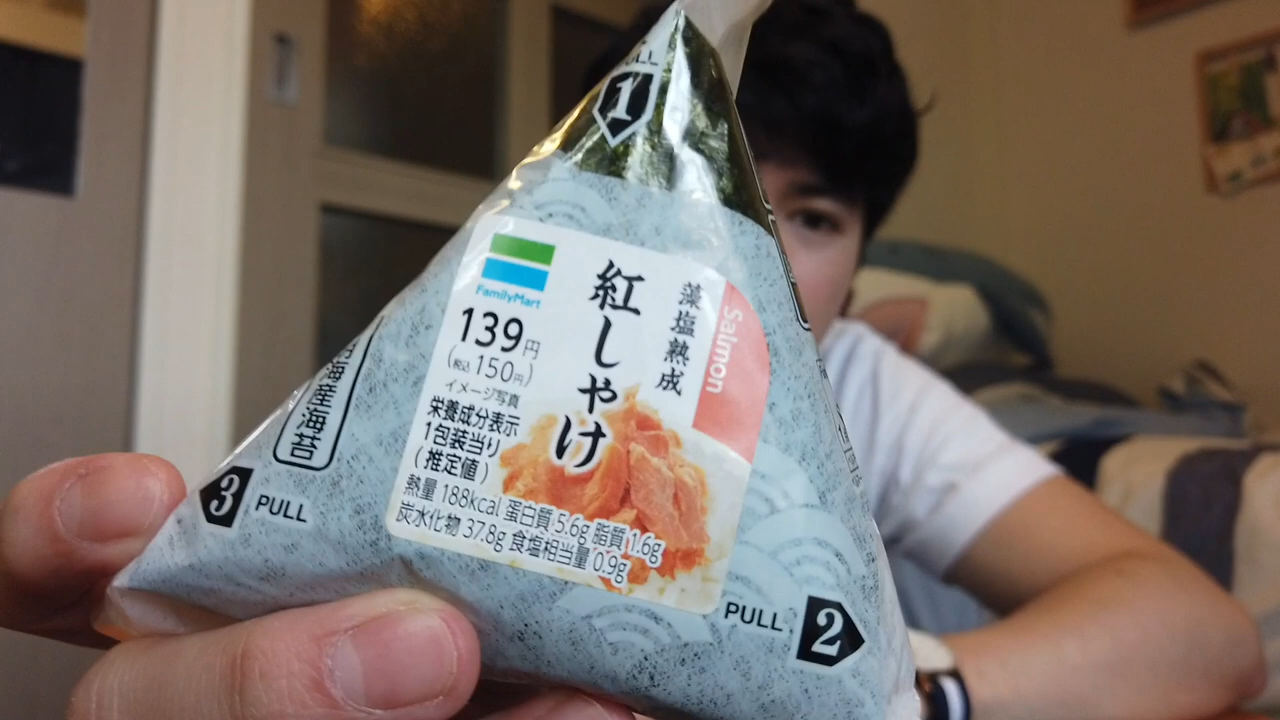 1
Salmon
藻塩熟成
紅しゃけ
FamilyMart
139円
(税込150円)
イメージ写真
栄養成分表示
1包装当り
(推定値)
熱量 188kcal 蛋白質 5.6g 脂質 1.6g
炭水化物 37.8g 食塩相当量 0.9g
海産海苔
3 PULL
PULL 2